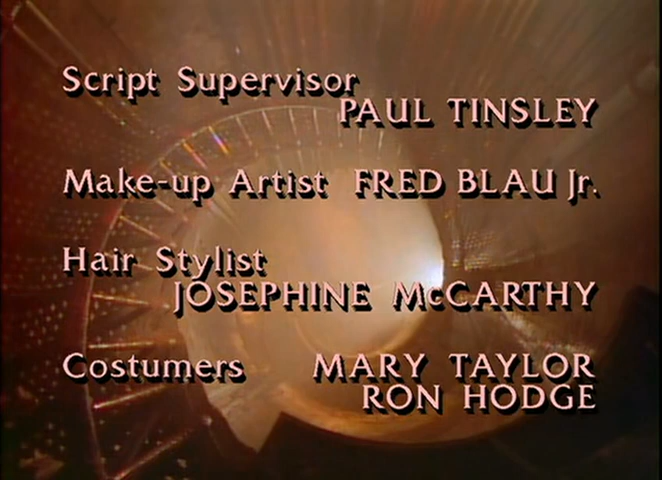 Script Supervisor
PAUL TINSLEY
Make-up Artist FRED BLAU Jr.
Hair Stylist
JOSEPHINE McCARTHY
Costumers MARY TAYLOR
RON HODGE